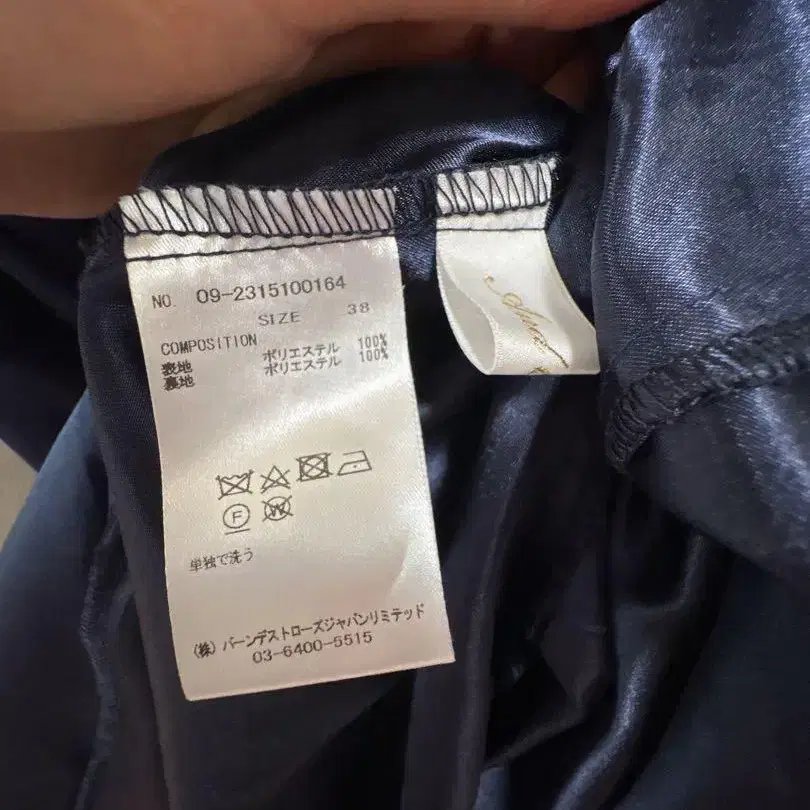 NO. 09-2315100164
SIZE 38
COMPOSITION
表地 ポリエステル 100%
裏地 ポリエステル 100%
F W
単独で洗う
(株) バーンデストローズジャパンリミテッド
03-6400-5515